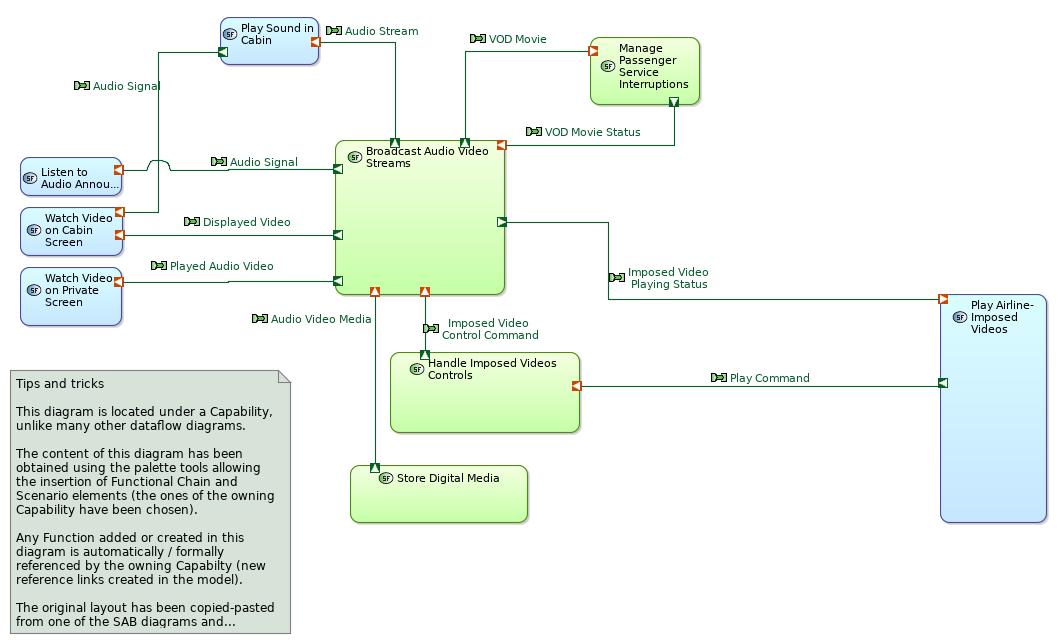 Play Sound in
Cabin
Audio Stream
VOD Movie
Manage
Passenger
Service
Interruptions
Audio Signal
VOD Movie Status
Broadcast Audio Video
Streams
Audio Signal
Listen to
Audio Annou...
Watch Video
on Cabin
Screen
Displayed Video
Played Audio Video
Watch Video
on Private
Screen
Imposed Video
Playing Status
Audio Video Media
Imposed Video
Control Command
Play Airline-
Imposed
Videos
Handle Imposed Videos
Controls
Play Command
Store Digital Media
Tips and tricks
This diagram is located under a Capability,
unlike many other dataflow diagrams.
The content of this diagram has been
obtained using the palette tools allowing
the insertion of Functional Chain and
Scenario elements (the ones of the owning
Capability have been chosen).
Any Function added or created in this
diagram is automatically / formally
referenced by the owning Capabilty (new
reference links created in the model).
The original layout has been copied-pasted
from one of the SAB diagrams and...
SF
SF
SF
SF
SF
SF
SF
SF
SF